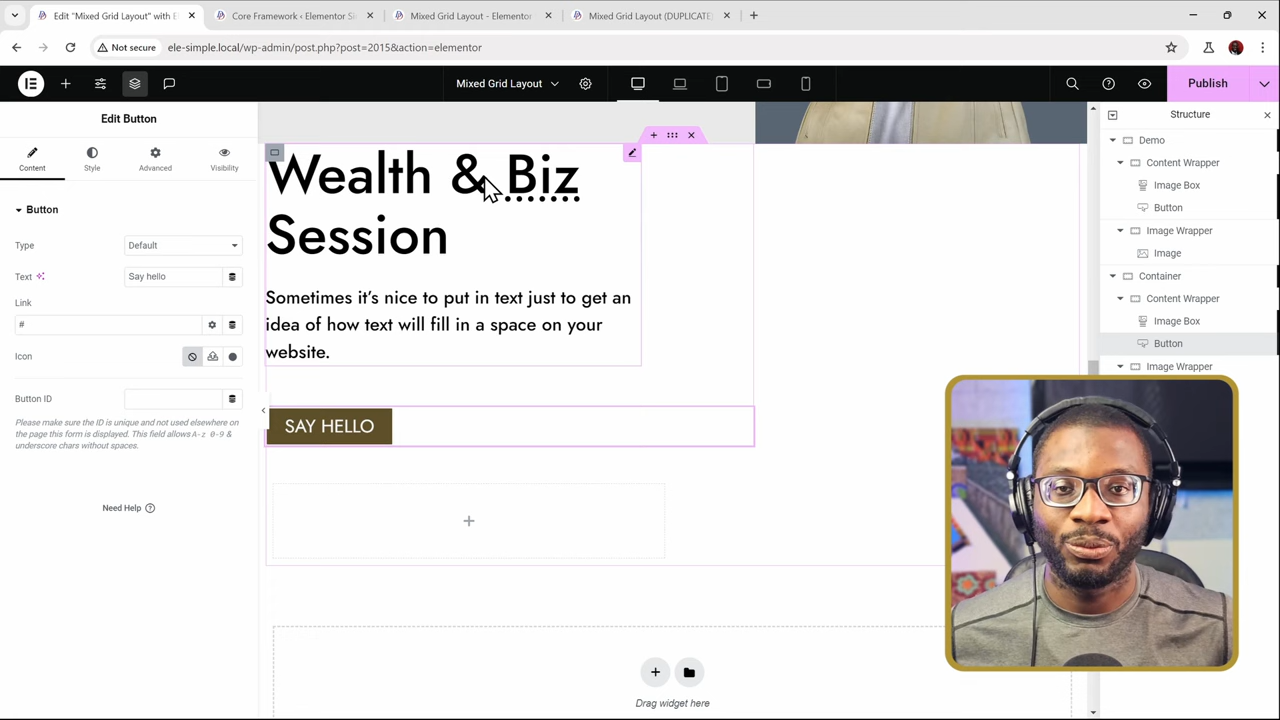 Edit "Mixed Grid Layout" with E
Core Framework ‹ Elementor Si
Mixed Grid Layout - Elementor
Mixed Grid Layout (DUPLICATE)
Not secure
ele-simple.local/wp-admin/post.php?post=2015&action=elementor
Mixed Grid Layout
Publish
Edit Button
Structure
Content
Style
Advanced
Visibility
Button
Type
Default
Text
Say hello
Link
#
Icon
Button ID
Please make sure the ID is unique and not used elsewhere on
the page this form is displayed. This field allows A-z 0-9 &
underscore chars without spaces.
Need Help
Wealth & Biz
Session
Sometimes it's nice to put in text just to get an
idea of how text will fill in a space on your
website.
SAY HELLO
Drag widget here
Demo
Content Wrapper
Image Box
Button
Image Wrapper
Image
Container
Content Wrapper
Image Box
Button
Image Wrapper